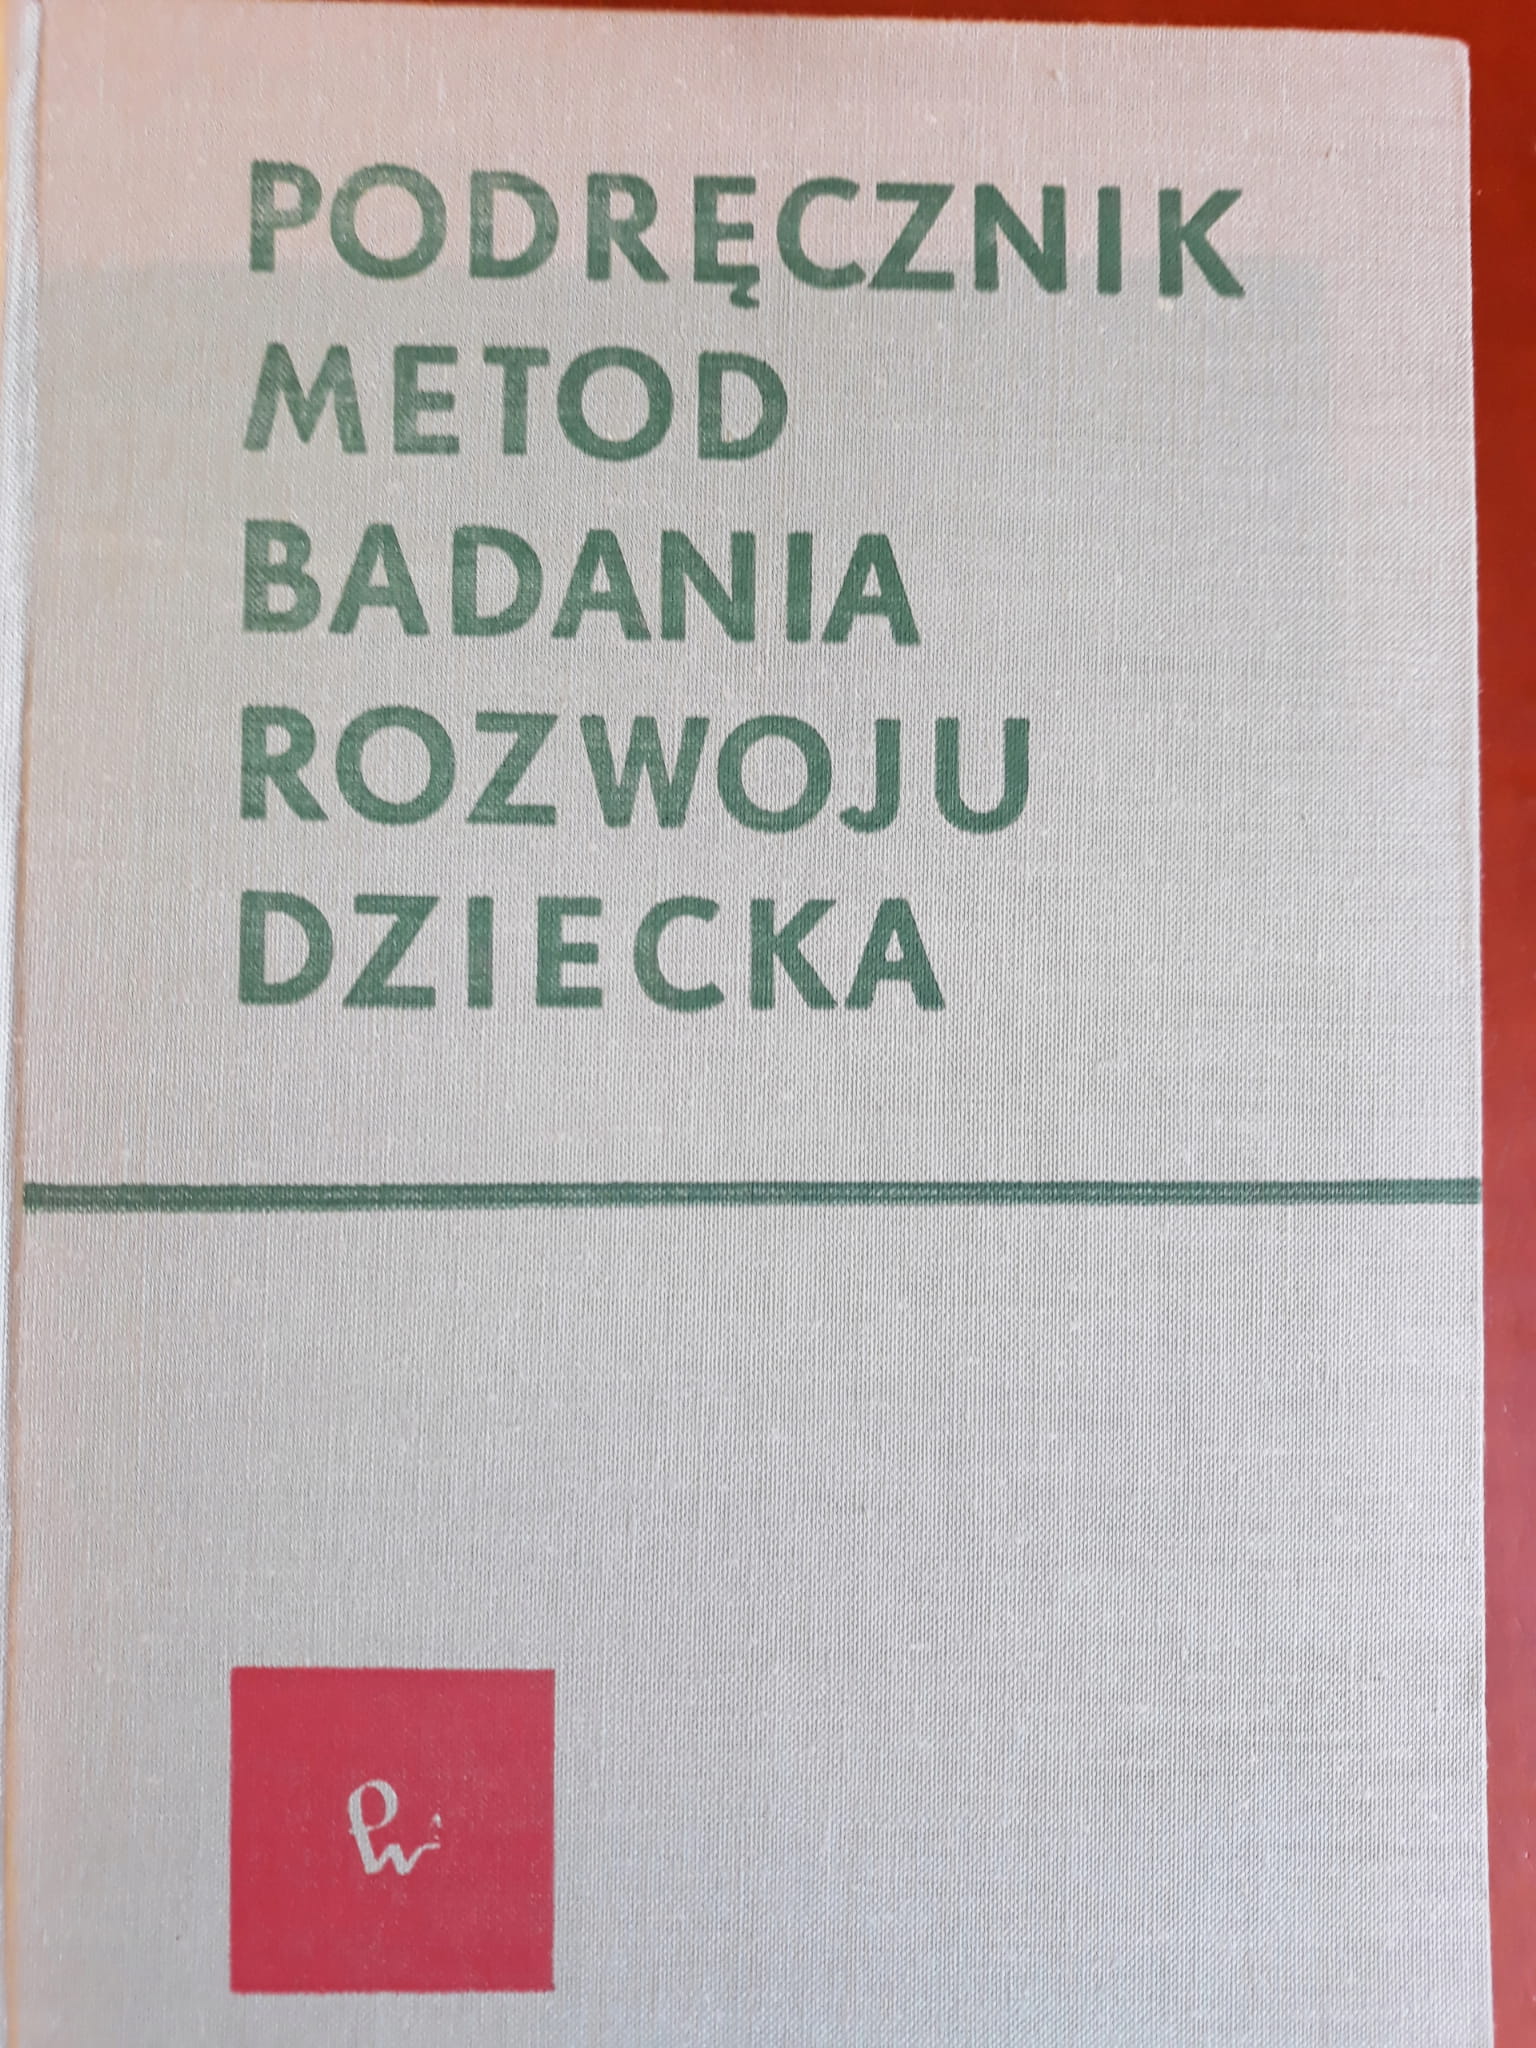 PODRĘCZNIK
METOD
BADANIA
ROZWOJU
DZIECKA